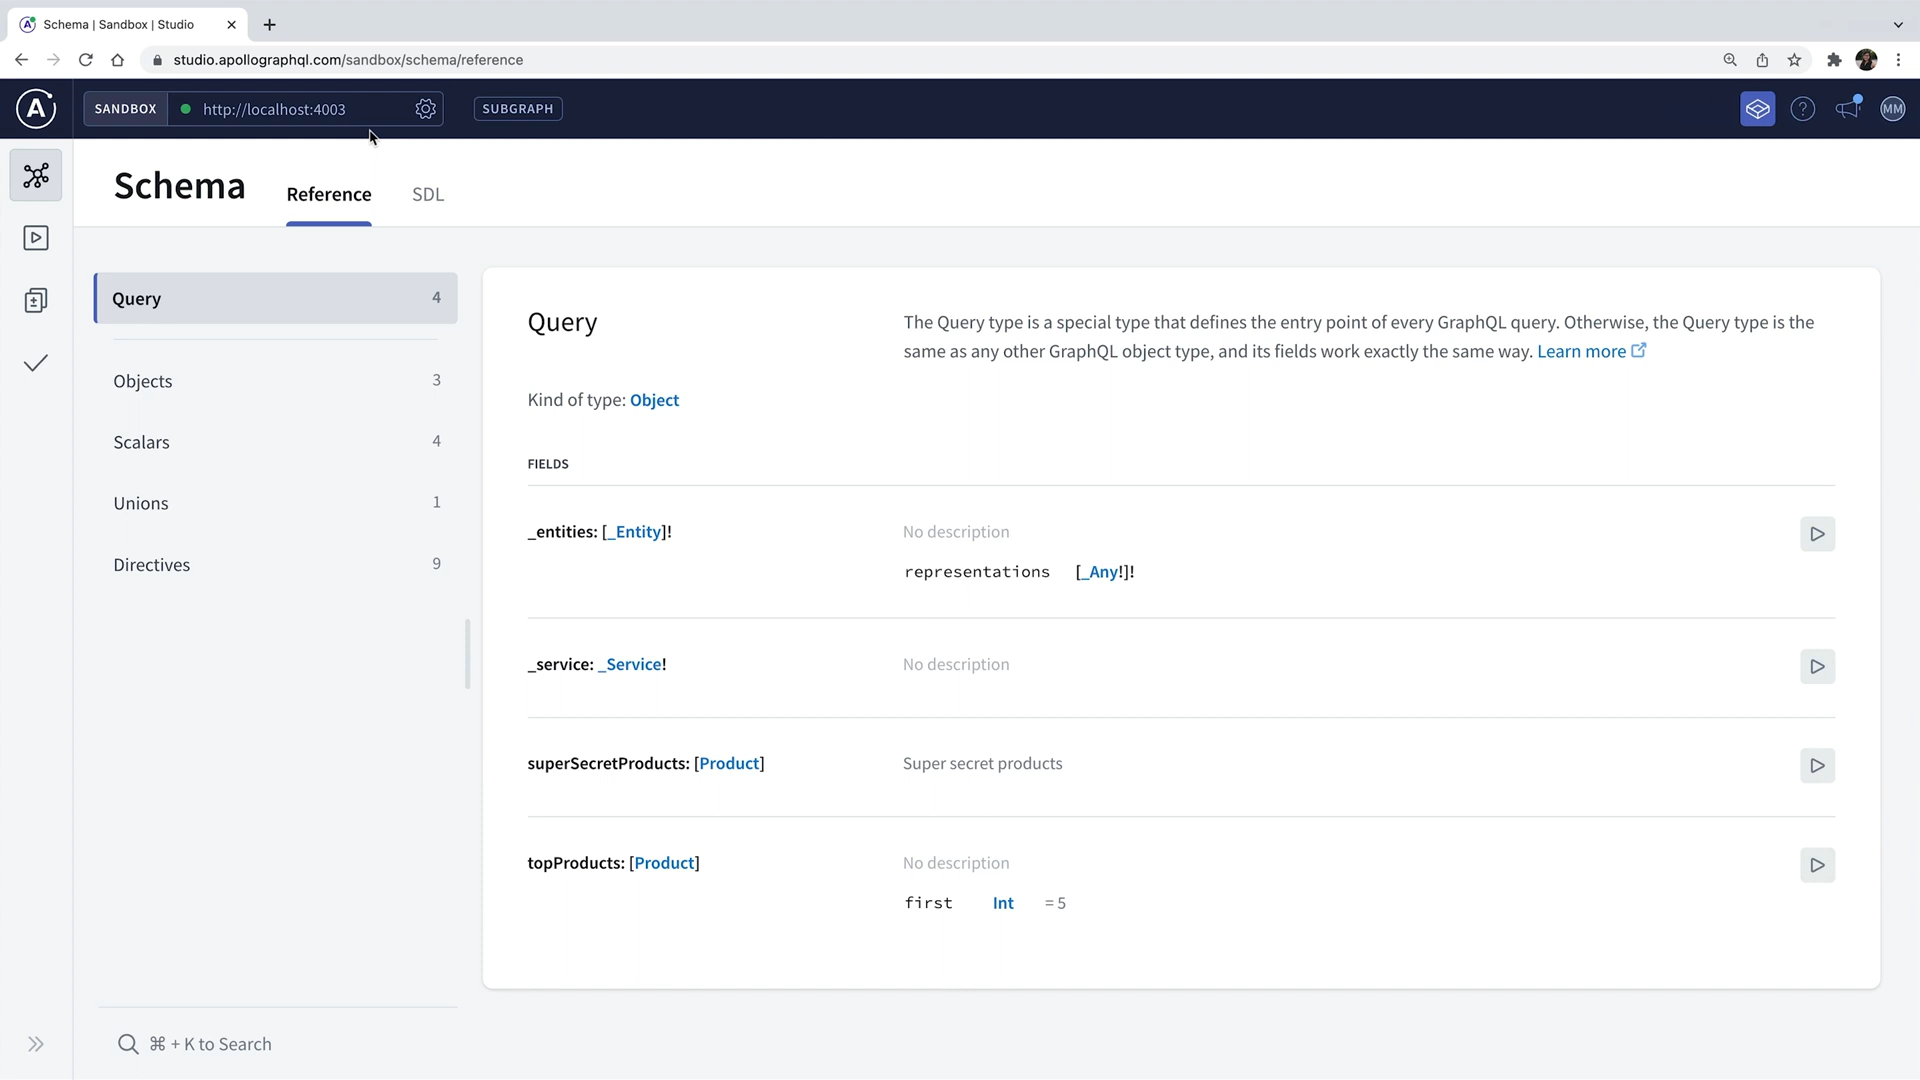 Schema | Sandbox | Studio
studio.apollographql.com/sandbox/schema/reference
SANDBOX
http://localhost:4003
SUBGRAPH
MM
Schema
Reference
SDL
Query 4
Objects 3
Scalars 4
Unions 1
Directives 9
⌘ + K to Search
Query
The Query type is a special type that defines the entry point of every GraphQL query. Otherwise, the Query type is the
same as any other GraphQL object type, and its fields work exactly the same way. Learn more
Kind of type: Object
FIELDS
_entities: [_Entity]!
No description
representations [_Any!]!
_service: _Service!
No description
superSecretProducts: [Product]
Super secret products
topProducts: [Product]
No description
first Int = 5